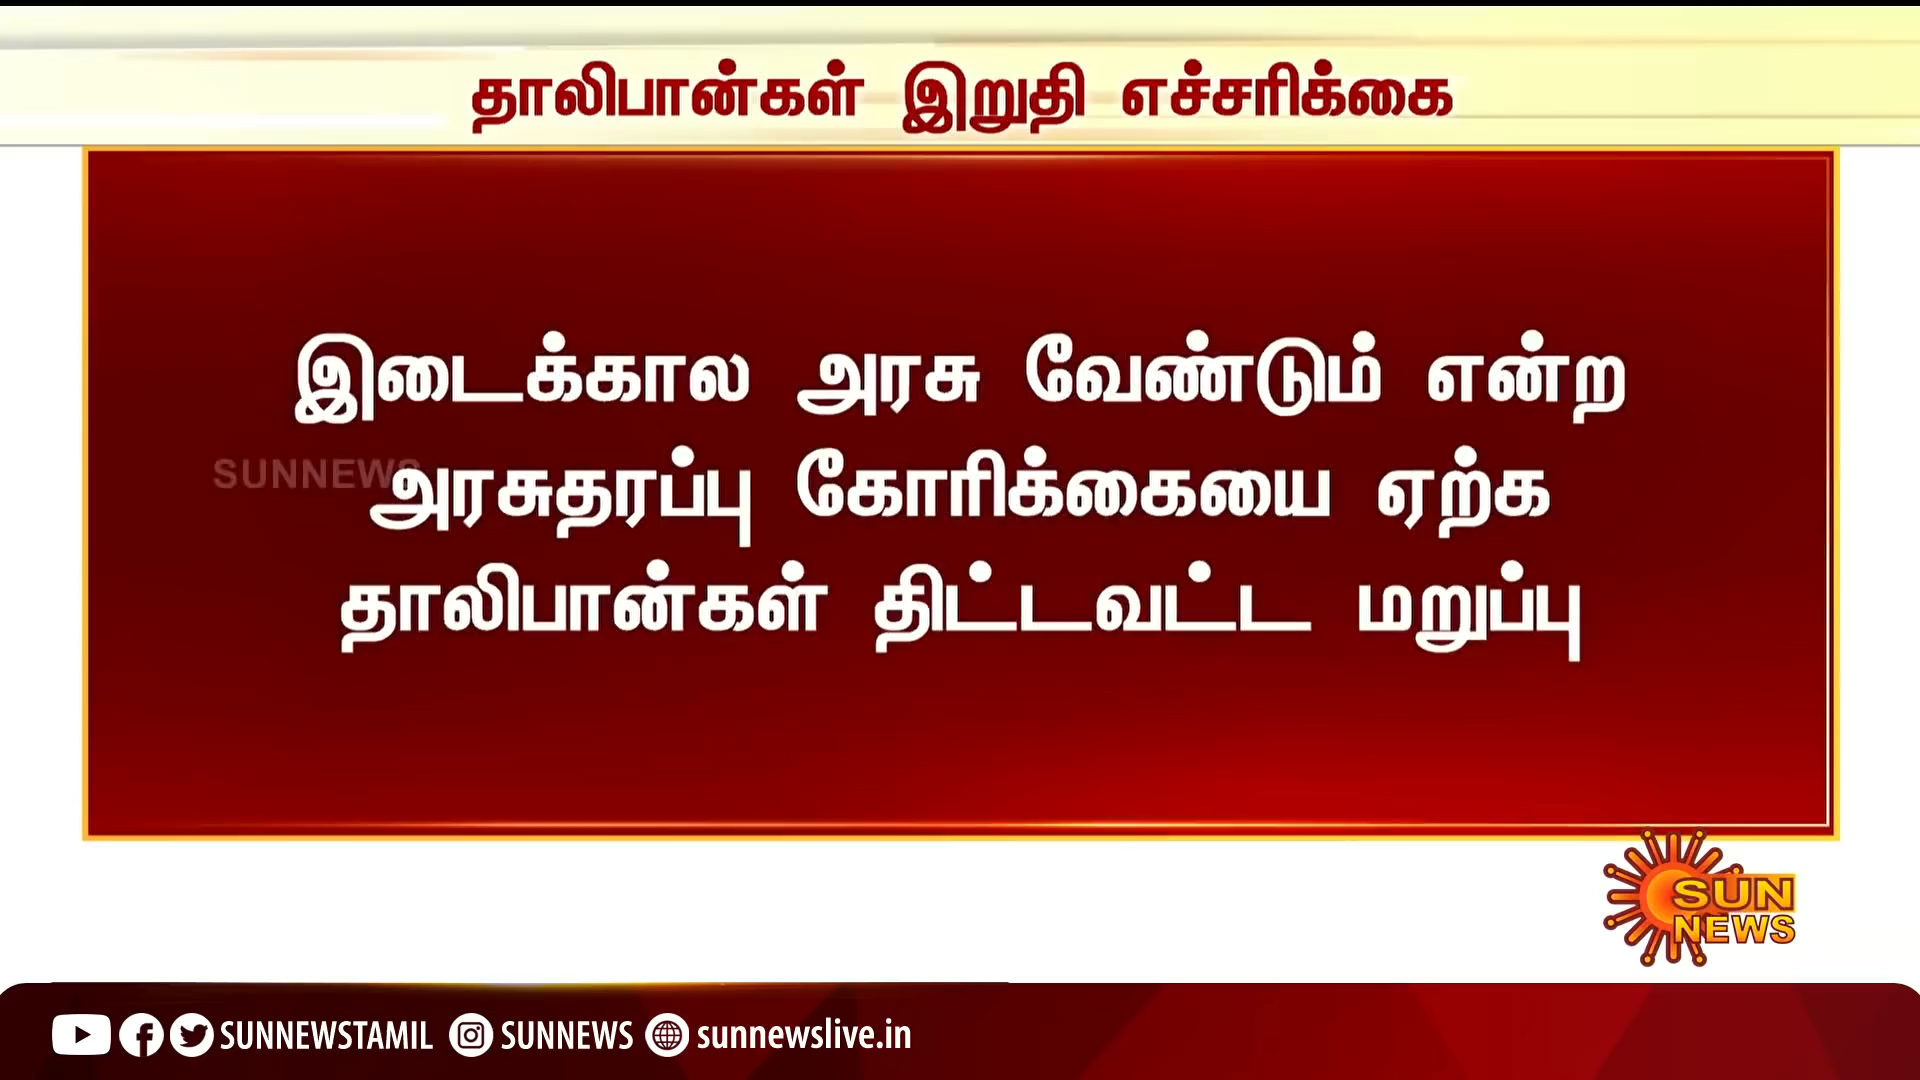 தாலிபான்கள் இறுதி எச்சரிக்கை
இடைக்கால அரசு வேண்டும் என்ற
SUNNEWS
அரசுதரப்பு கோரிக்கையை ஏற்க
தாலிபான்கள் திட்டவட்ட மறுப்பு
SUN
NEWS
SUNNEWSTAMIL SUNNEWS sunnewslive.in